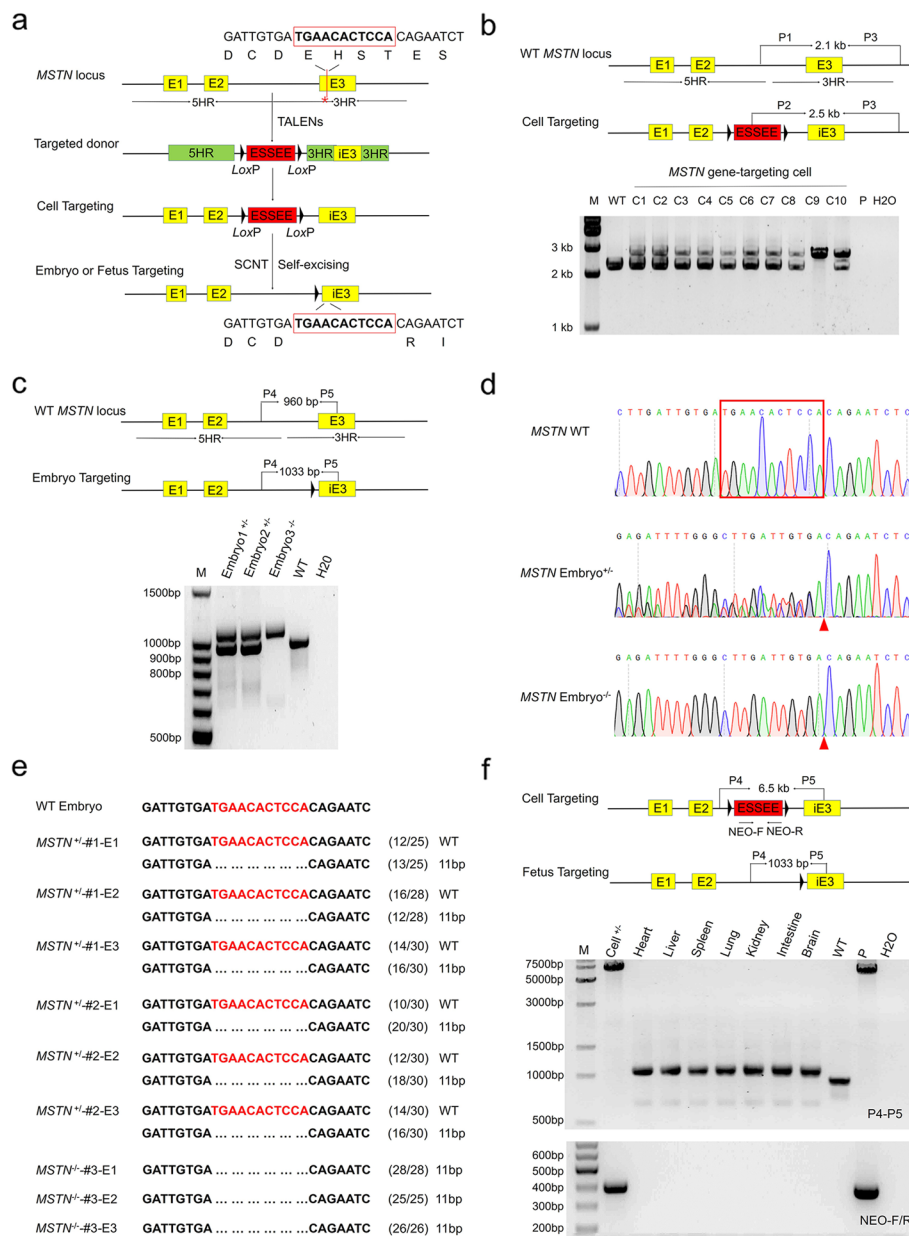 a
GATTGTGA TGAACACTCCA CAGAATCT
D C D E H S T E S
MSTN locus
E1 E2 E3
5HR * 3HR
TALENs
Targeted donor
5HR ESSEE 3HR iE3 3HR
LoxP LoxP
Cell Targeting
E1 E2 ESSEE iE3
LoxP LoxP
SCNT Self-excising
Embryo or Fetus Targeting
E1 E2 iE3
GATTGTGA TGAACACTCCA CAGAATCT
D C D R I
b
P1 2.1 kb P3
WT MSTN locus
E1 E2 E3
5HR 3HR
P2 P3
2.5 kb
Cell Targeting
E1 E2 ESSEE iE3
MSTN gene-targeting cell
M WT C1 C2 C3 C4 C5 C6 C7 C8 C9 C10 P H2O
3 kb
2 kb
1 kb
c
P4 960 bp P5
WT MSTN locus
E1 E2 E3
5HR 3HR
P4 1033 bp P5
Embryo Targeting
E1 E2 iE3
M Embryo1 +/- Embryo2 +/- Embryo3 -/- WT H20
1500bp
1000bp
900bp
800bp
500bp
d
CTTGATTGTGATGAACACTCCACAGAATCTC
MSTN WT
GAGATTTTGGGCTTGATTGTGACAGAATCTC
MSTN Embryo+/-
GAGATTTTGGGCTTGATTGTGACAGAATCTC
MSTN Embryo-/-
e
WT Embryo GATTGTGATGAACACTCCACAGAATC
MSTN+/--#1-E1 GATTGTGATGAACACTCCACAGAATC (12/25) WT
GATTGTGA ... ... ... ...CAGAATC (13/25) 11bp
MSTN+/--#1-E2 GATTGTGATGAACACTCCACAGAATC (16/28) WT
GATTGTGA ... ... ... ...CAGAATC (12/28) 11bp
MSTN+/--#1-E3 GATTGTGATGAACACTCCACAGAATC (14/30) WT
GATTGTGA ... ... ... ...CAGAATC (16/30) 11bp
MSTN+/--#2-E1 GATTGTGATGAACACTCCACAGAATC (10/30) WT
GATTGTGA ... ... ... ...CAGAATC (20/30) 11bp
MSTN+/--#2-E2 GATTGTGATGAACACTCCACAGAATC (12/30) WT
GATTGTGA ... ... ... ...CAGAATC (18/30) 11bp
MSTN+/--#2-E3 GATTGTGATGAACACTCCACAGAATC (14/30) WT
GATTGTGA ... ... ... ...CAGAATC (16/30) 11bp
MSTN-/--#3-E1 GATTGTGA ... ... ... ...CAGAATC (28/28) 11bp
MSTN-/--#3-E2 GATTGTGA ... ... ... ...CAGAATC (25/25) 11bp
MSTN-/--#3-E3 GATTGTGA ... ... ... ...CAGAATC (26/26) 11bp
f
P4 6.5 kb P5
Cell Targeting
E1 E2 ESSEE iE3
NEO-F NEO-R
P4 1033 bp P5
Fetus Targeting
E1 E2 iE3
M Cell +/- Heart Liver Spleen Lung Kidney Intestine Brain WT P H2O
7500bp
5000bp
3000bp
1500bp
1000bp
500bp
P4-P5
600bp
500bp
400bp
300bp
200bp
NEO-F/R